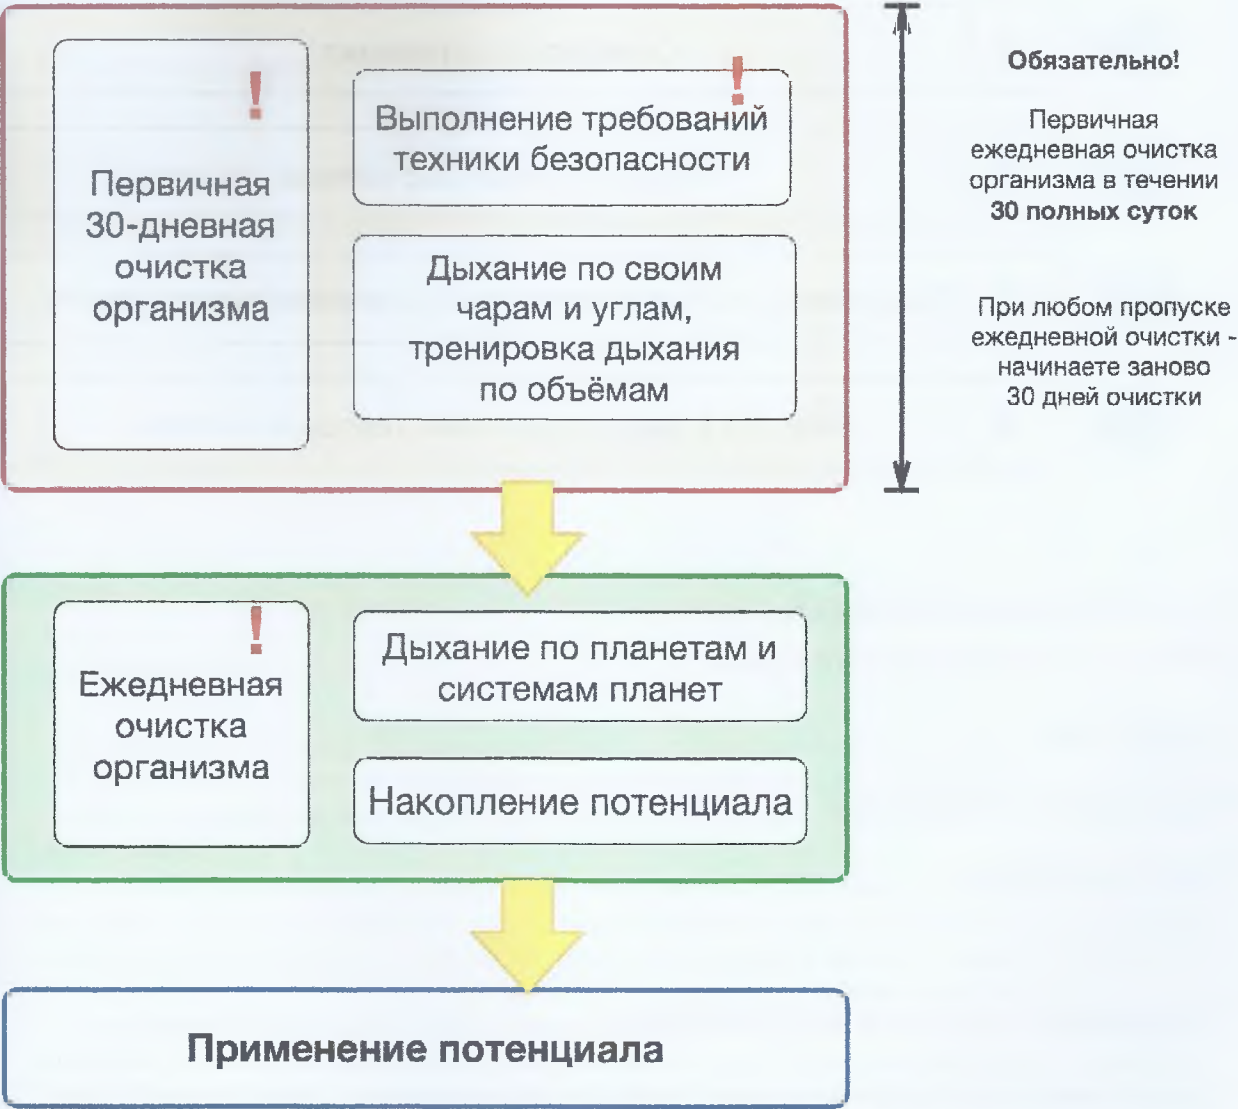 !
Первичная
30-дневная
очистка
организма
!
Выполнение требований
техники безопасности
Дыхание по своим
чарам и углам,
тренировка дыхания
по объёмам
Обязательно!
Первичная
ежедневная очистка
организма в течении
30 полных суток
При любом пропуске
ежедневной очистки -
начинаете заново
30 дней очистки
!
Ежедневная
очистка
организма
Дыхание по планетам и
системам планет
Накопление потенциала
Применение потенциала